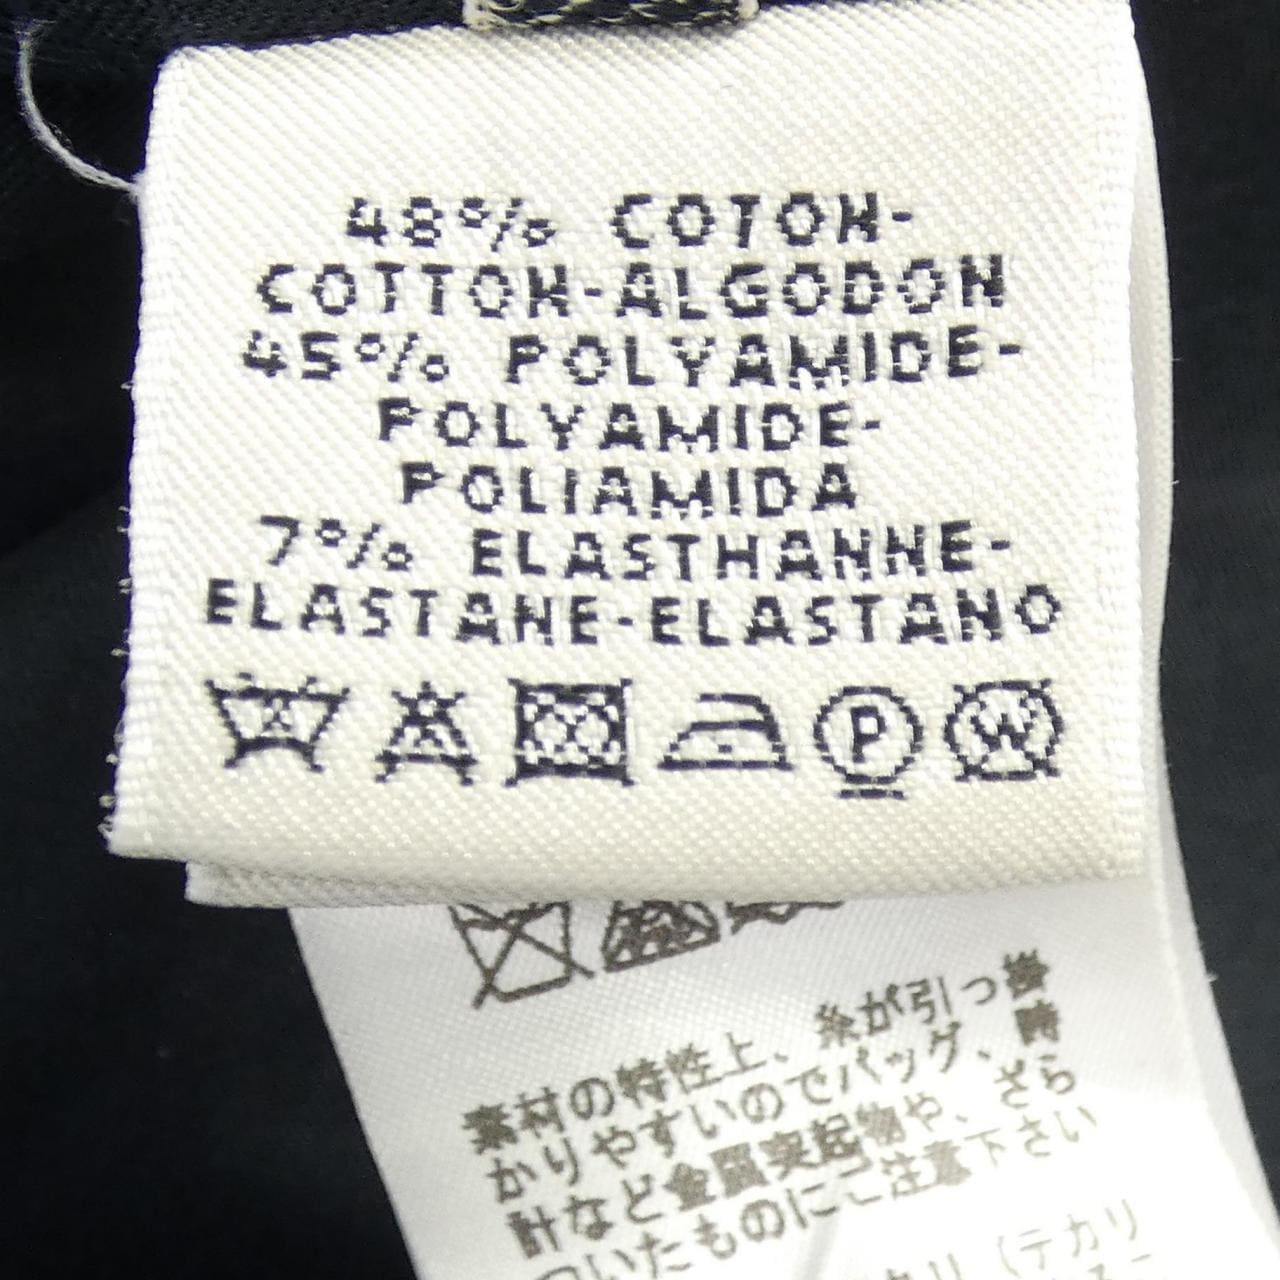 48% COTON-
COTTON-ALGODON
45% POLYAMIDE-
POLYAMIDE-
POLIAMIDA
7% ELASTHANNE-
ELASTANE-ELASTANO
P W
素材の特性上、糸が引っ掛
かりやすいのでバッグ、時
計など金属突起物や、ざら
ついたものにご注意下さい
(テカリ